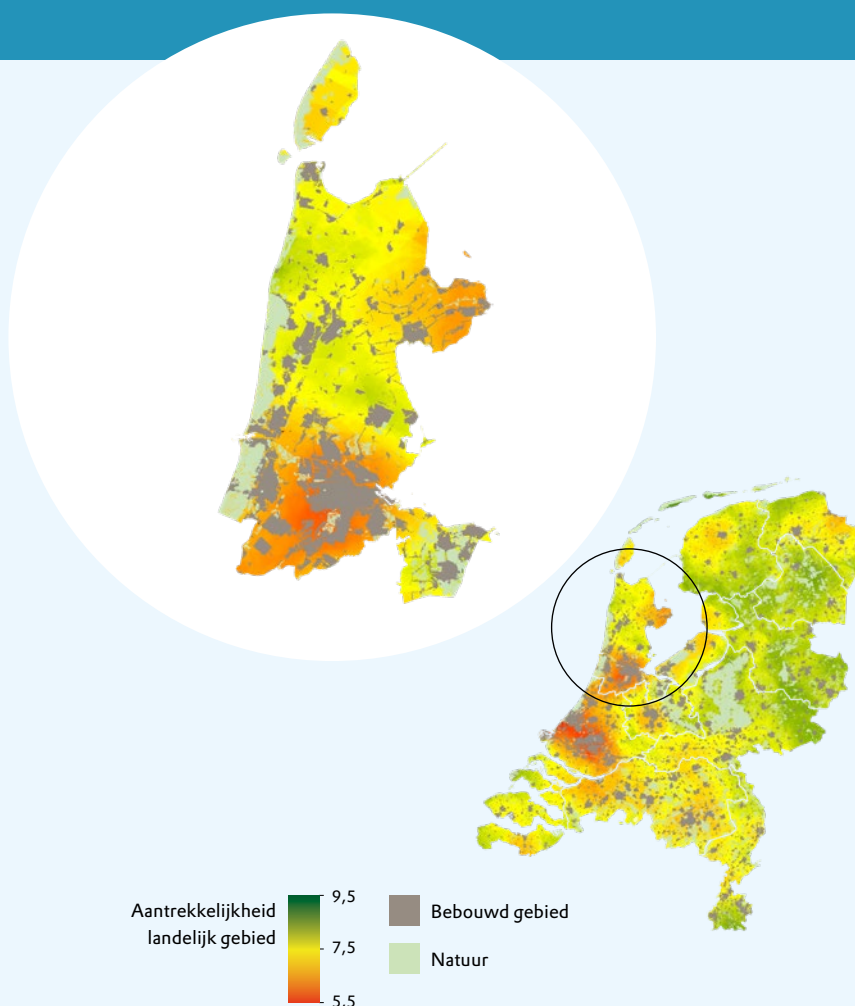 Aantrekkelijkheid
landelijk gebied
9,5
7,5
5,5
Bebouwd gebied
Natuur